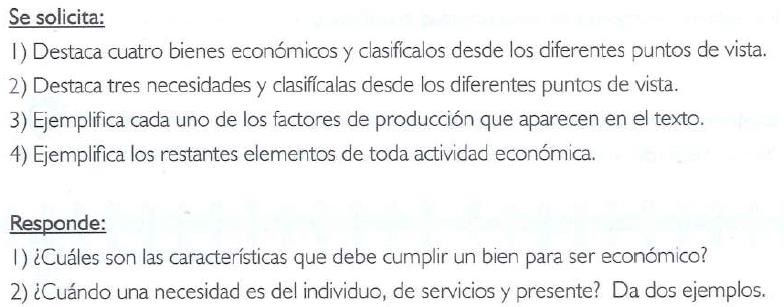 Se solicita:
1) Destaca cuatro bienes económicos y clasifícalos desde los diferentes puntos de vista.
2) Destaca tres necesidades y clasifícalas desde los diferentes puntos de vista.
3) Ejemplifica cada uno de los factores de producción que aparecen en el texto.
4) Ejemplifica los restantes elementos de toda actividad económica.
Responde:
1) ¿Cuáles son las características que debe cumplir un bien para ser económico?
2) ¿Cuándo una necesidad es del individuo, de servicios y presente? Da dos ejemplos.